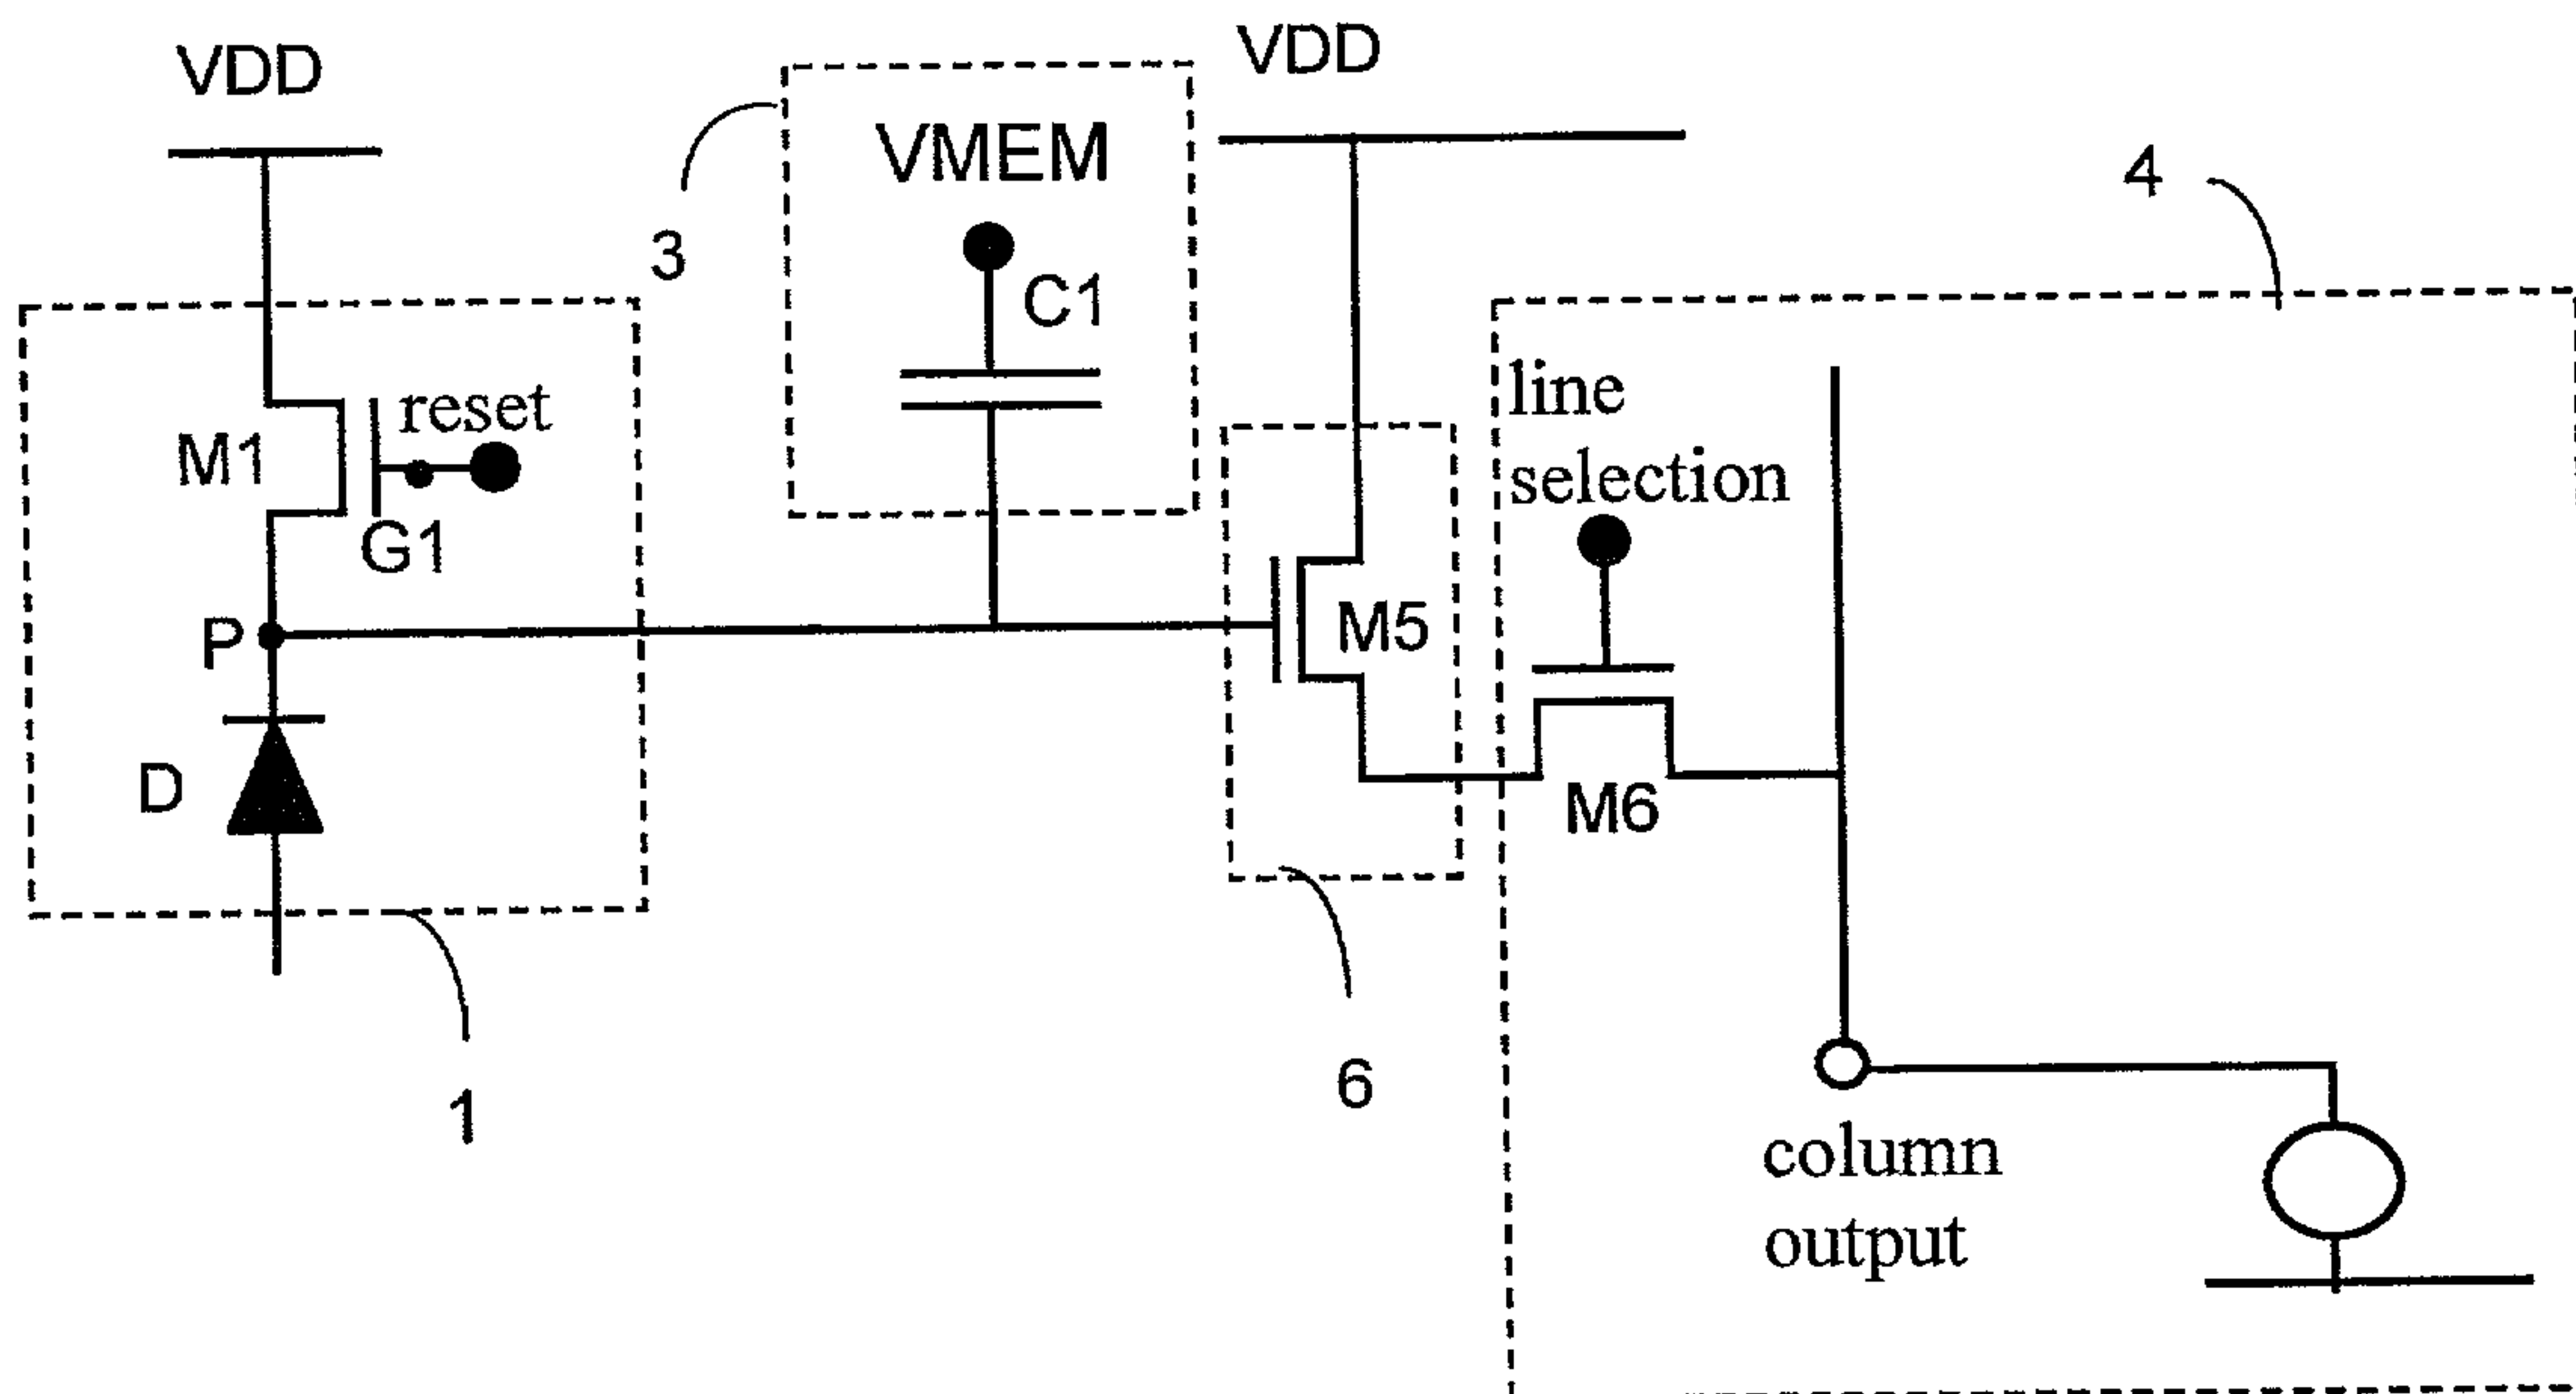 VDD
VDD
VMEM
3
4
C1
line
selection
reset
M1
G1
P
M5
D
M6
1
6
column
output